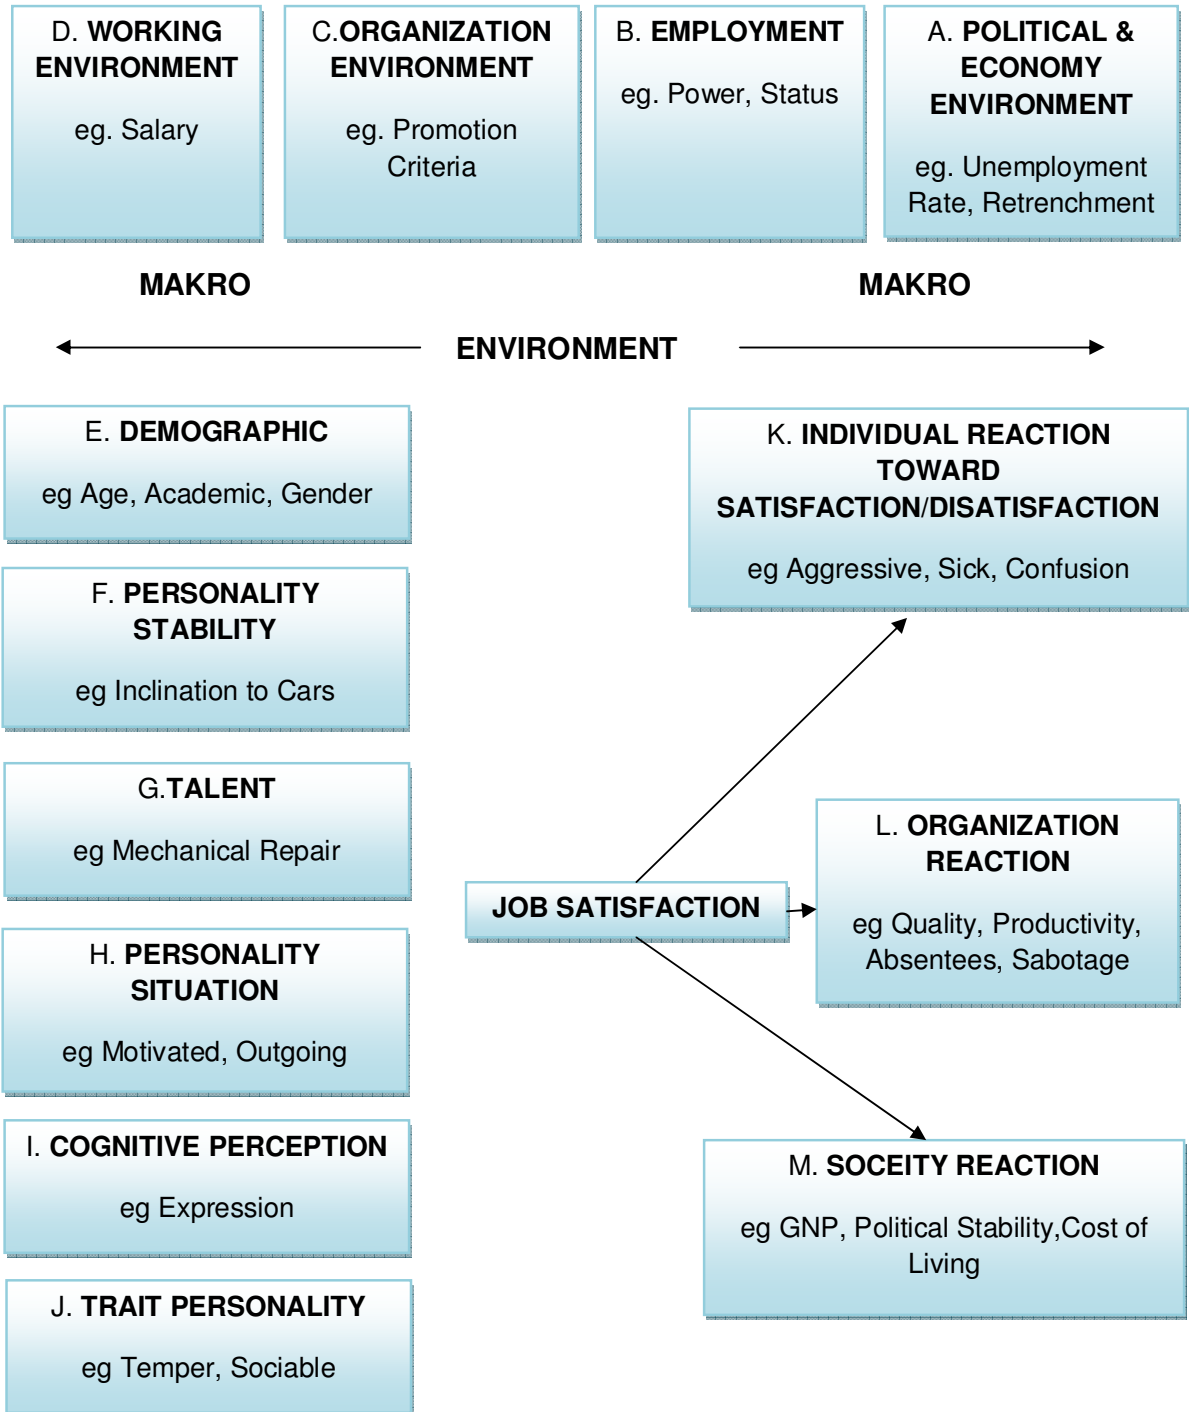 D. WORKING
ENVIRONMENT
eg. Salary
C.ORGANIZATION
ENVIRONMENT
eg. Promotion
Criteria
B. EMPLOYMENT
eg. Power, Status
A. POLITICAL &
ECONOMY
ENVIRONMENT
eg. Unemployment
Rate, Retrenchment
MAKRO
MAKRO
ENVIRONMENT
E. DEMOGRAPHIC
eg Age, Academic, Gender
F. PERSONALITY
STABILITY
eg Inclination to Cars
G.TALENT
eg Mechanical Repair
H. PERSONALITY
SITUATION
eg Motivated, Outgoing
I. COGNITIVE PERCEPTION
eg Expression
J. TRAIT PERSONALITY
eg Temper, Sociable
JOB SATISFACTION
K. INDIVIDUAL REACTION
TOWARD
SATISFACTION/DISATISFACTION
eg Aggressive, Sick, Confusion
L. ORGANIZATION
REACTION
eg Quality, Productivity,
Absentees, Sabotage
M. SOCEITY REACTION
eg GNP, Political Stability,Cost of
Living